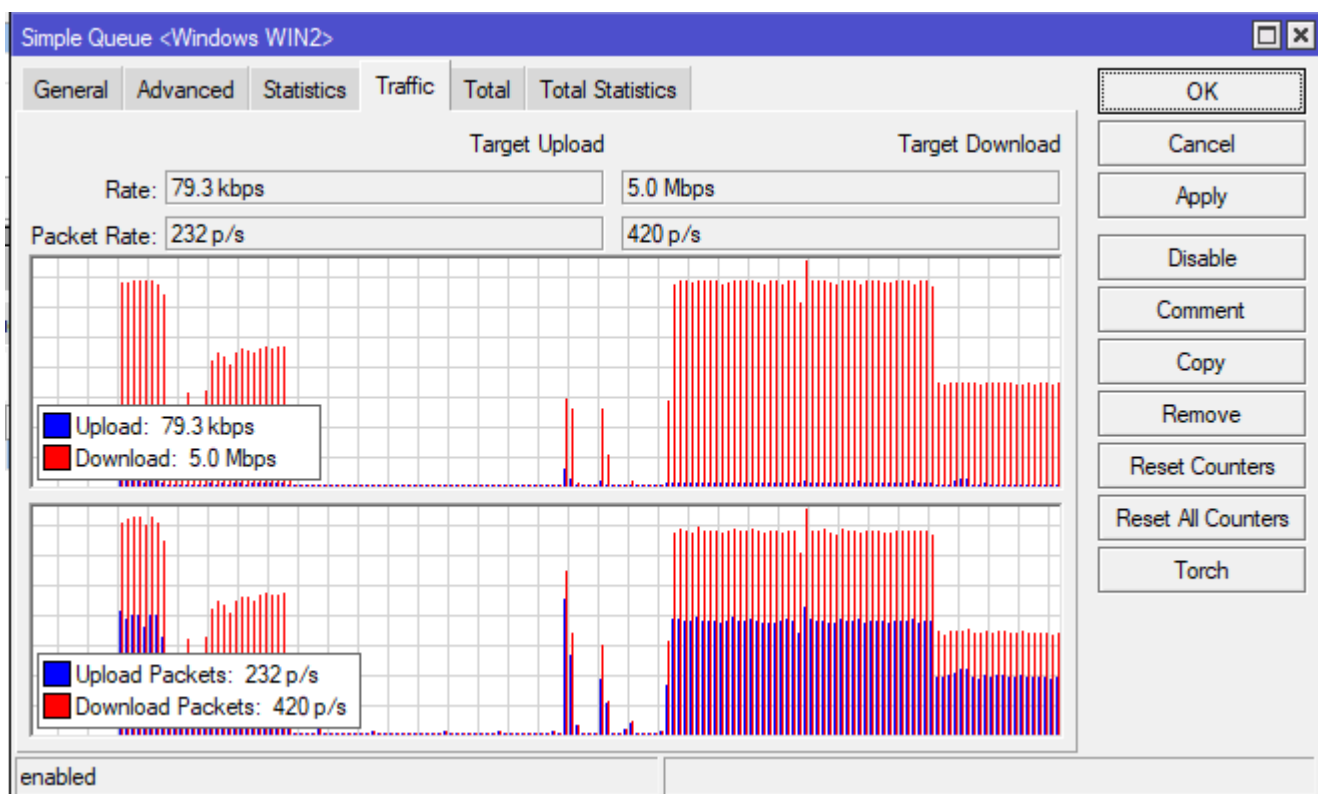 Simple Queue <Windows WIN2>
General Advanced Statistics Traffic Total Total Statistics
Target Upload Target Download
Rate: 79.3 kbps 5.0 Mbps
Packet Rate: 232 p/s 420 p/s
Upload: 79.3 kbps
Download: 5.0 Mbps
Upload Packets: 232 p/s
Download Packets: 420 p/s
OK
Cancel
Apply
Disable
Comment
Copy
Remove
Reset Counters
Reset All Counters
Torch
enabled